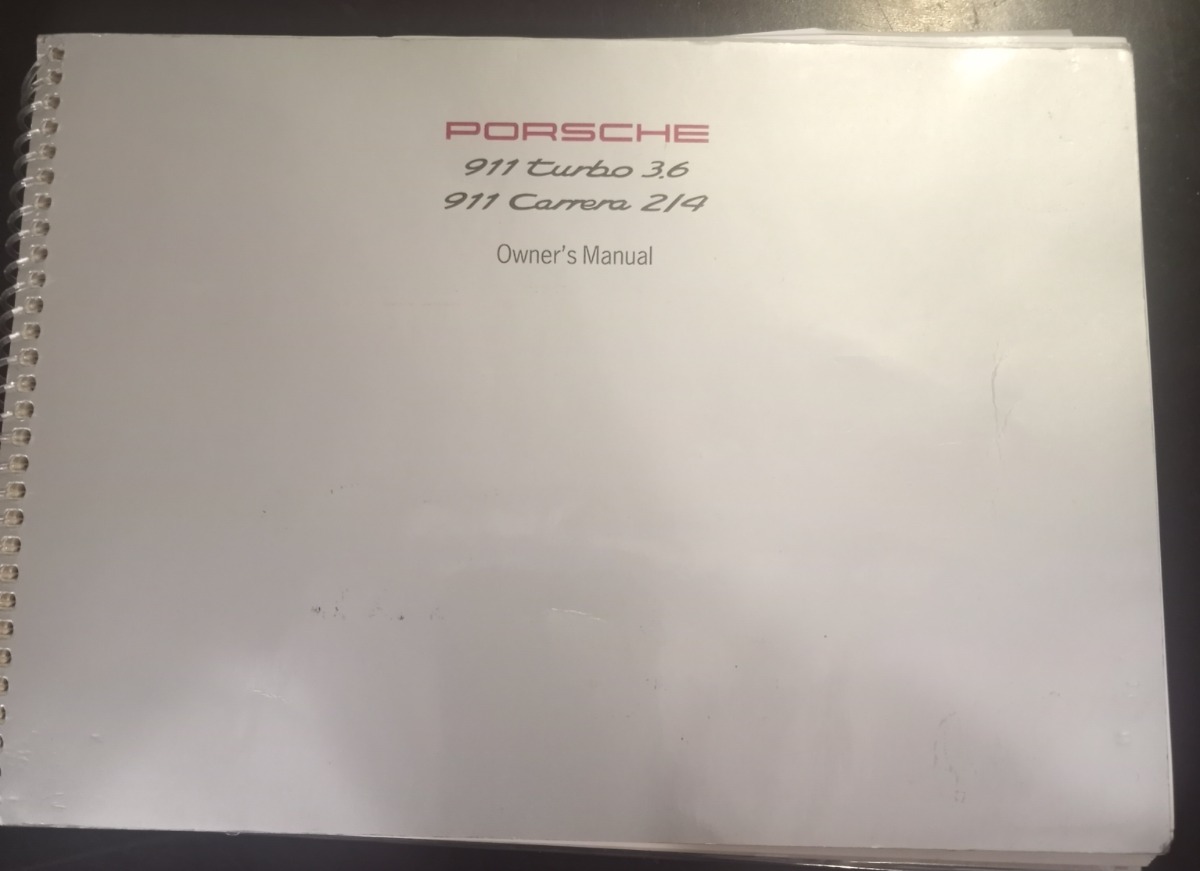 PORSCHE
911 turbo 3.6
911 Carrera 2/4
Owner's Manual